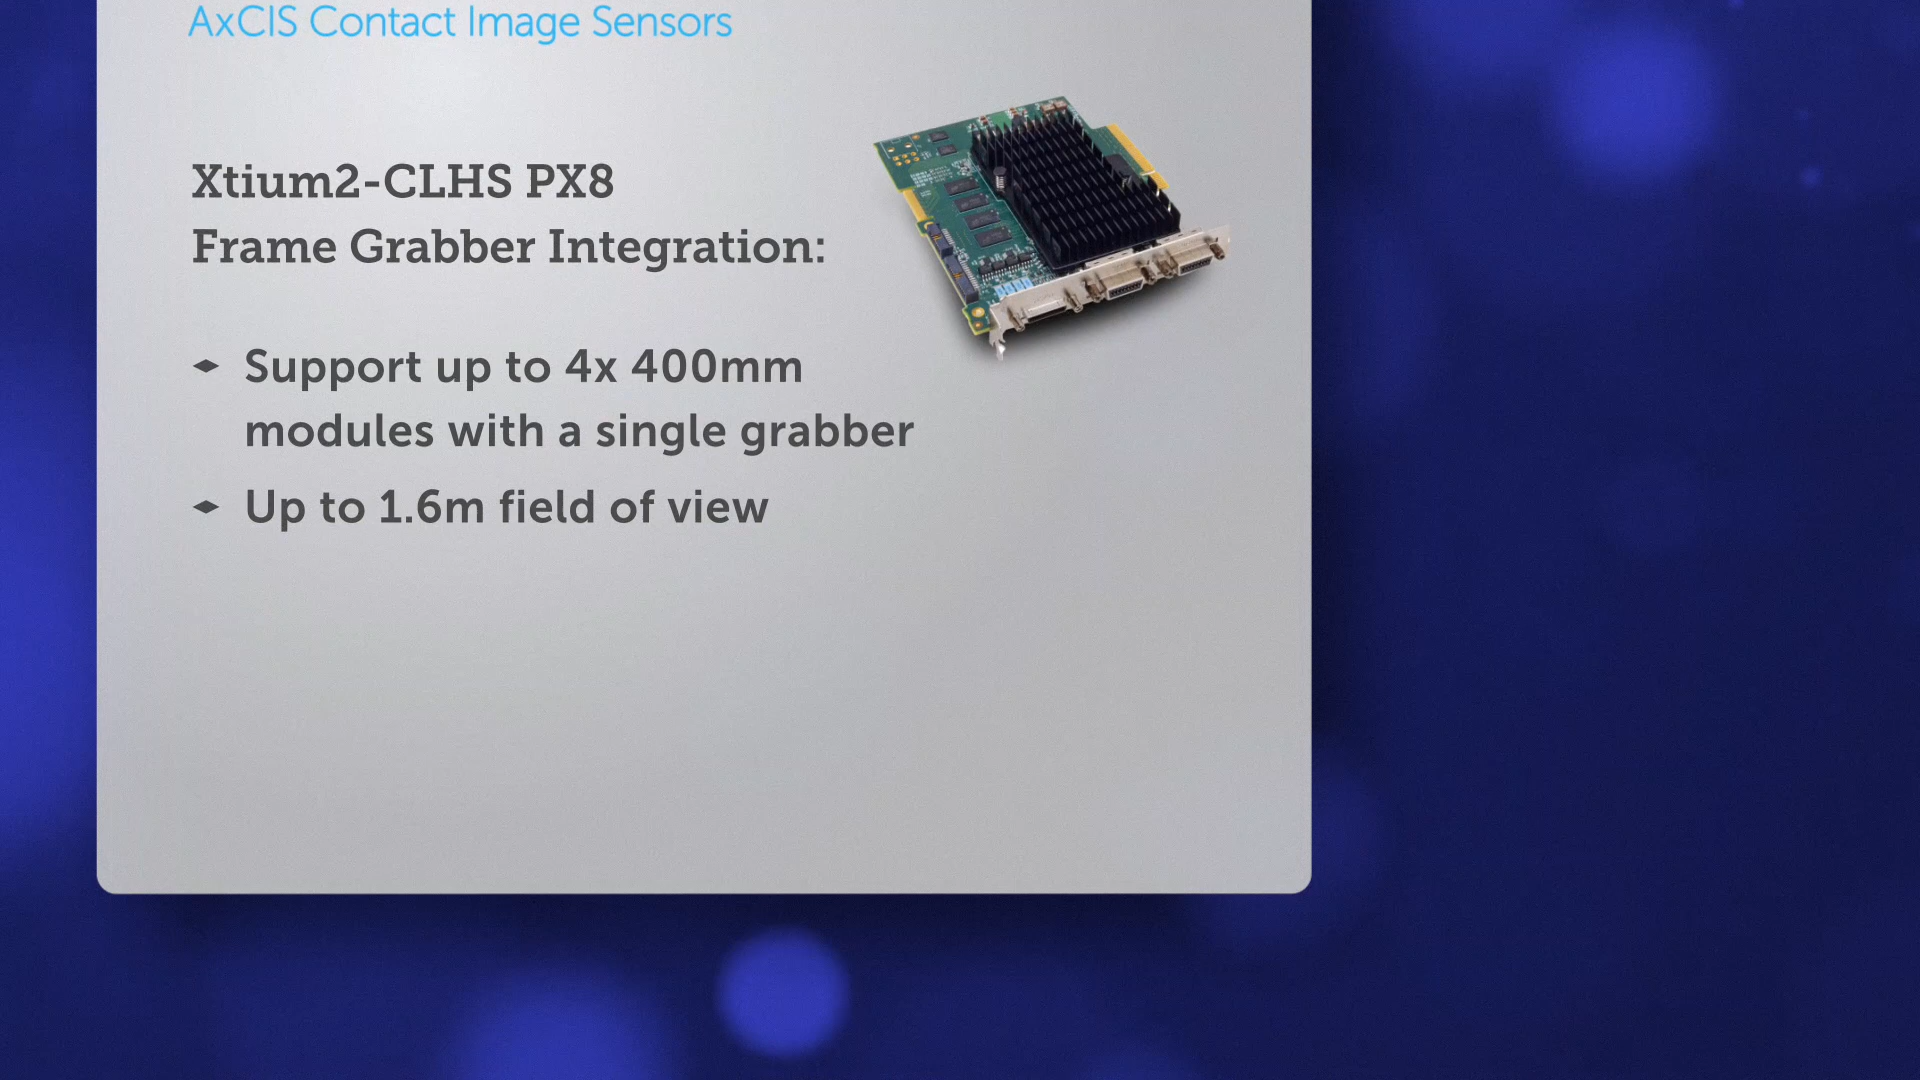 AxCIS Contact Image Sensors
Xtium2-CLHS PX8
Frame Grabber Integration:
Support up to 4x 400mm
modules with a single grabber
Up to 1.6m field of view